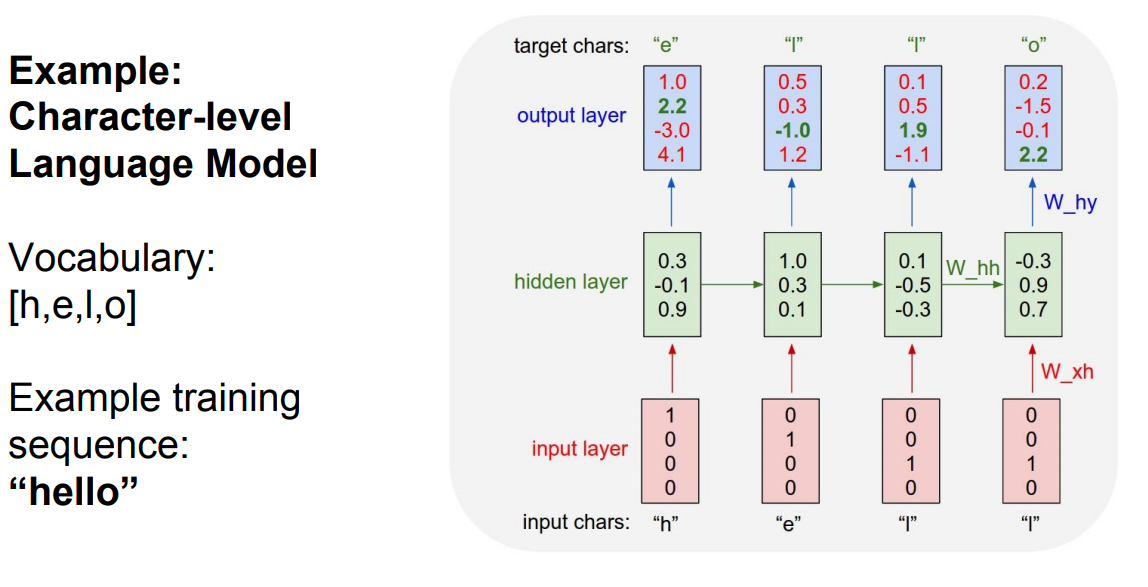 Example:
Character-level
Language Model
Vocabulary:
[h,e,l,o]
Example training
sequence:
“hello”
target chars: “e” “l” “l” “o”
output layer
1.0 0.5 0.1 0.2
2.2 0.3 0.5 -1.5
-3.0 -1.0 1.9 -0.1
4.1 1.2 -1.1 2.2
W_hy
hidden layer
0.3 1.0 0.1 -0.3
-0.1 0.3 -0.5 0.9
0.9 0.1 -0.3 0.7
W_hh
W_xh
input layer
1 0 0 0
0 1 0 0
0 0 1 1
0 0 0 0
input chars: “h” “e” “l” “l”